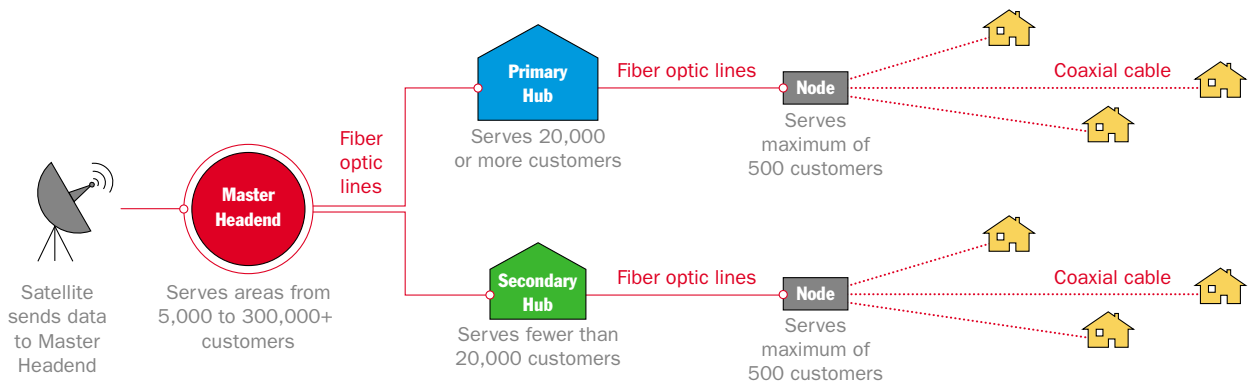 Satellite
sends data
to Master
Headend
Master
Headend
Serves areas from
5,000 to 300,000+
customers
Fiber
optic
lines
Primary
Hub
Serves 20,000
or more customers
Fiber optic lines
Node
Serves
maximum of
500 customers
Coaxial cable
Secondary
Hub
Serves fewer than
20,000 customers
Fiber optic lines
Node
Serves
maximum of
500 customers
Coaxial cable